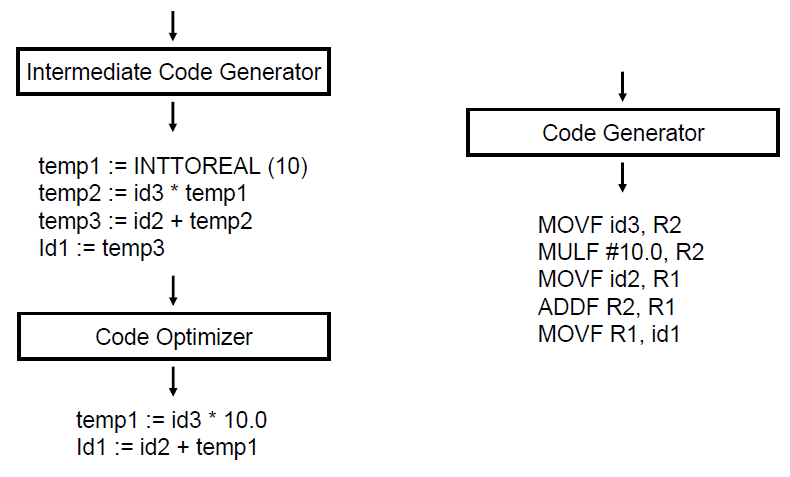 Intermediate Code Generator
temp1 := INTTOREAL (10)
temp2 := id3 * temp1
temp3 := id2 + temp2
Id1 := temp3
Code Optimizer
temp1 := id3 * 10.0
Id1 := id2 + temp1
Code Generator
MOVF id3, R2
MULF #10.0, R2
MOVF id2, R1
ADDF R2, R1
MOVF R1, id1